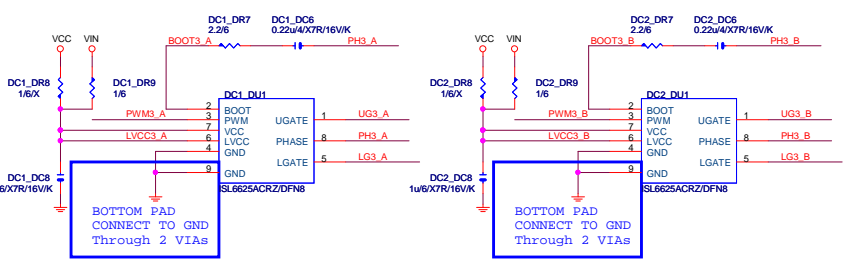 DC1_DR7
2.2/6
DC1_DC6
0.22u/4/X7R/16V/K
VCC
VIN
BOOT3_A
PH3_A
DC1_DR8
1/6/X
DC1_DR9
1/6
DC1_DU1
2
BOOT
PWM3_A
3
PWM
7
VCC
LVCC3_A
6
LVCC
4
GND
9
GND
UGATE
1
UG3_A
PHASE
8
PH3_A
LGATE
5
LG3_A
ISL6625ACRZ/DFN8
DC1_DC8
6/X7R/16V/K
BOTTOM PAD
CONNECT TO GND
Through 2 VIAs
DC2_DR7
2.2/6
DC2_DC6
0.22u/4/X7R/16V/K
VCC
VIN
BOOT3_B
PH3_B
DC2_DR8
1/6/X
DC2_DR9
1/6
DC2_DU1
2
BOOT
PWM3_B
3
PWM
7
VCC
LVCC3_B
6
LVCC
4
GND
9
GND
UGATE
1
UG3_B
PHASE
8
PH3_B
LGATE
5
LG3_B
ISL6625ACRZ/DFN8
DC2_DC8
1u/6/X7R/16V/K
BOTTOM PAD
CONNECT TO GND
Through 2 VIAs